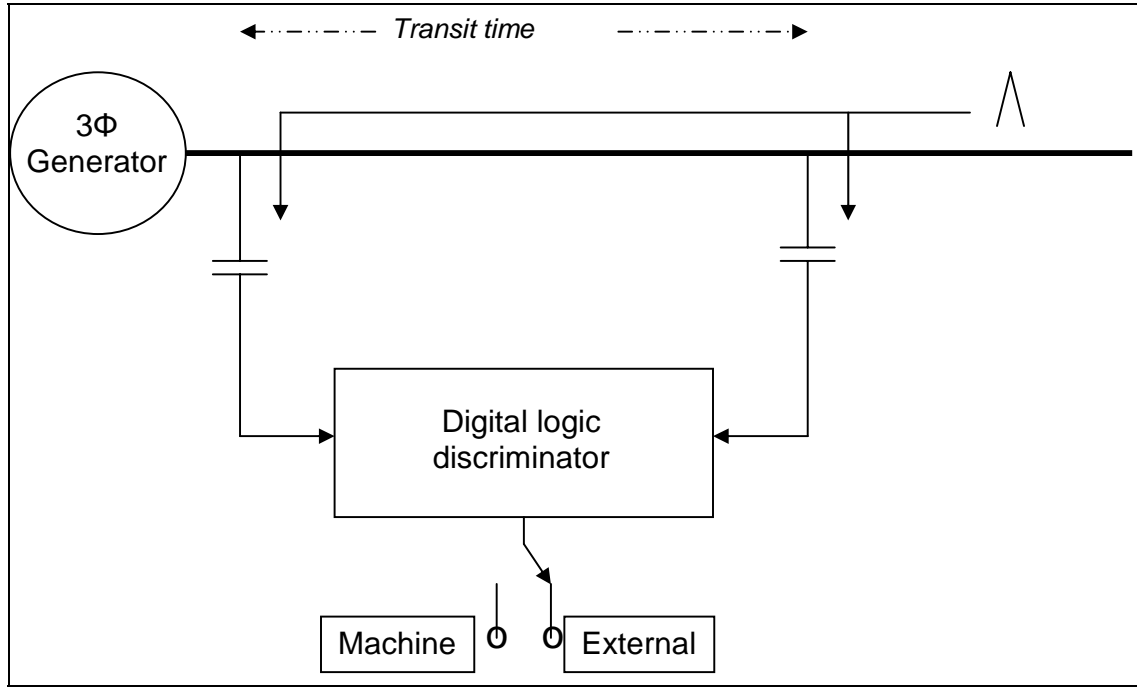 Transit time
3Φ
Generator
Digital logic
discriminator
Machine
O
O
External